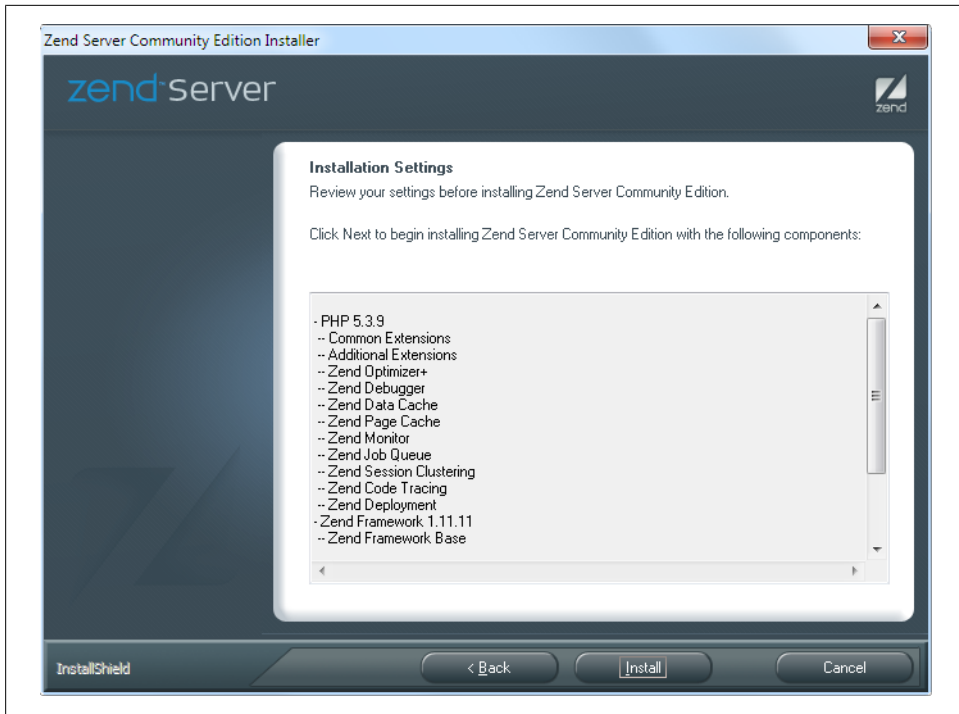 Zend Server Community Edition Installer
zend server
zend
Installation Settings
Review your settings before installing Zend Server Community Edition.
Click Next to begin installing Zend Server Community Edition with the following components:
- PHP 5.3.9
-- Common Extensions
-- Additional Extensions
-- Zend Optimizer+
-- Zend Debugger
-- Zend Data Cache
-- Zend Page Cache
-- Zend Monitor
-- Zend Job Queue
-- Zend Session Clustering
-- Zend Code Tracing
-- Zend Deployment
- Zend Framework 1.11.11
-- Zend Framework Base
InstallShield
< Back
Install
Cancel